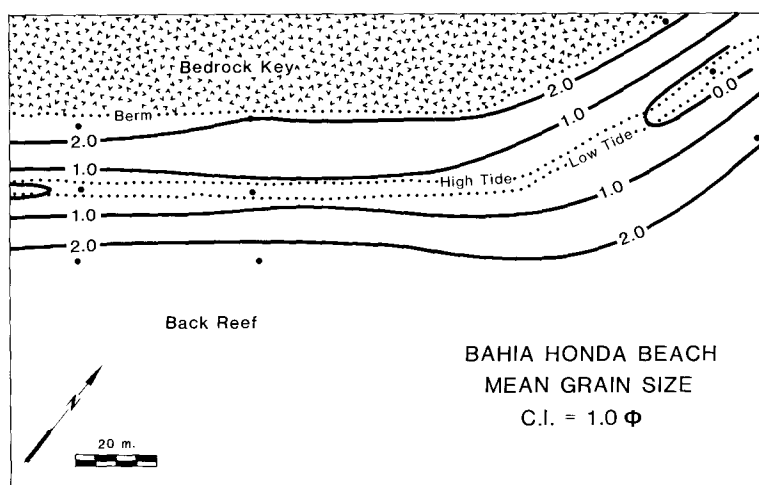 Bedrock Key
Berm
2.0
2.0
1.0
0.0
1.0
High Tide
Low Tide
1.0
1.0
2.0
2.0
Back Reef
BAHIA HONDA BEACH
MEAN GRAIN SIZE
C.I. = 1.0 Φ
N
20 m.